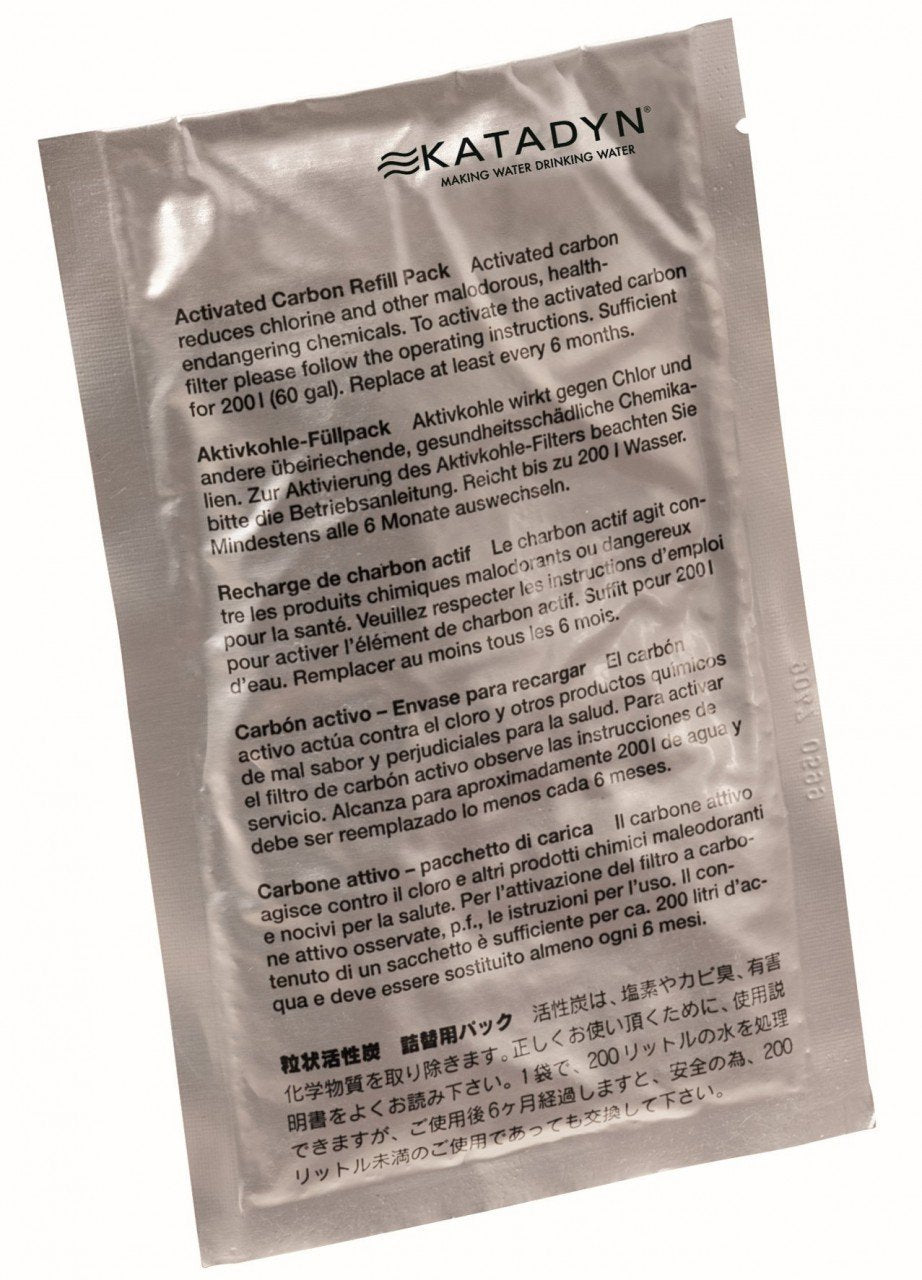 KATADYN®
MAKING WATER DRINKING WATER
Activated Carbon Refill Pack Activated carbon
reduces chlorine and other malodorous, health-
endangering chemicals. To activate the activated carbon
filter please follow the operating instructions. Sufficient
for 200 l (60 gal). Replace at least every 6 months.
Aktivkohle-Füllpack Aktivkohle wirkt gegen Chlor und
andere übelriechende, gesundheitsschädliche Chemika-
lien. Zur Aktivierung des Aktivkohle-Filters beachten Sie
bitte die Betriebsanleitung. Reicht bis zu 200 l Wasser.
Mindestens alle 6 Monate auswechseln.
Recharge de charbon actif Le charbon actif agit con-
tre les produits chimiques malodorants ou dangereux
pour la santé. Veuillez respecter les instructions d'emploi
pour activer l'élément de charbon actif. Suffit pour 200 l
d'eau. Remplacer au moins tous les 6 mois.
Carbón activo – Envase para recargar El carbón
activo actúa contra el cloro y otros productos químicos
de mal sabor y perjudiciales para la salud. Para activar
el filtro de carbón activo observe las instrucciones de
servicio. Alcanza para aproximadamente 200 l de agua y
debe ser reemplazado lo menos cada 6 meses.
Carbone attivo – pacchetto di carica Il carbone attivo
agisce contro il cloro e altri prodotti chimici maleodoranti
e nocivi per la salute. Per l'attivazione del filtro a carbo-
ne attivo osservate, p.f., le istruzioni per l'uso. Il con-
tenuto di un sacchetto è sufficiente per ca. 200 litri d'ac-
qua e deve essere sostituito almeno ogni 6 mesi.
粒状活性炭 詰替用パック 活性炭は、塩素やカビ臭、有害
化学物質を取り除きます。正しくお使い頂くために、使用説
明書をよくお読み下さい。1袋で、200リットルの水を処理
できますが、ご使用後6ヶ月経過しますと、安全の為、200
リットル未満のご使用であっても交換して下さい。